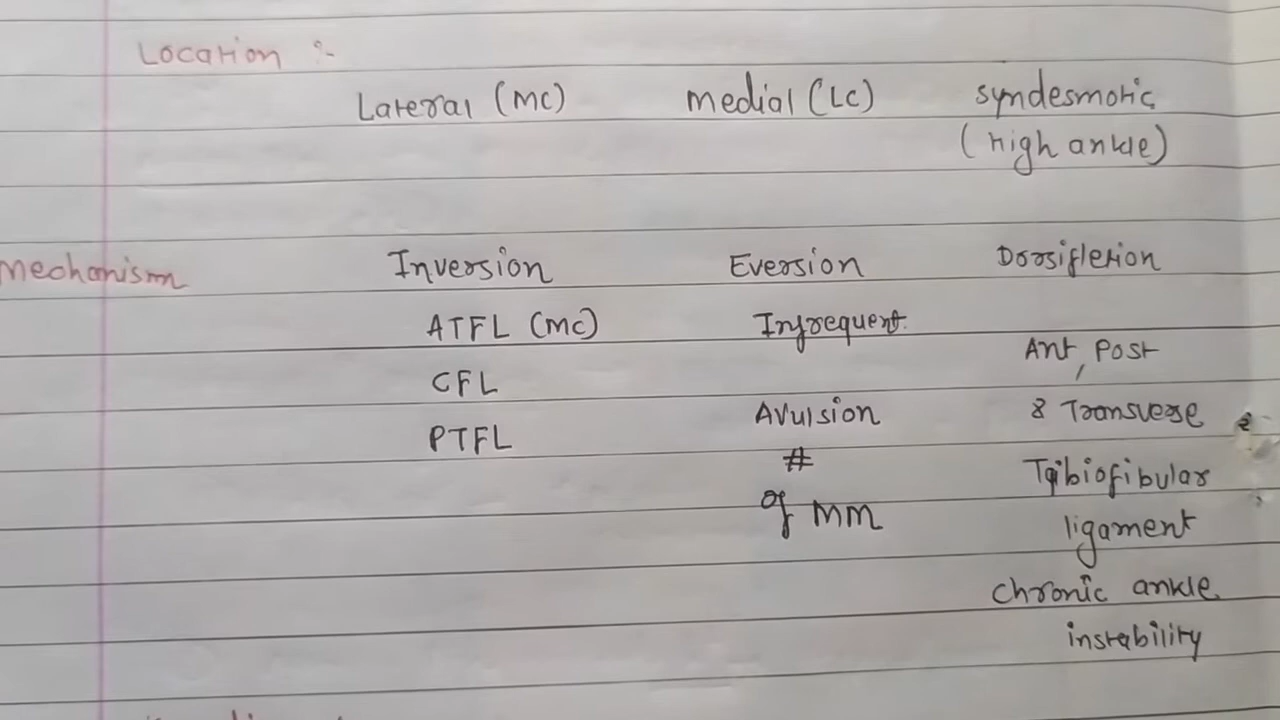 Location :-
Lateral (MC) medial (LC) syndesmotic
(high ankle)
Mechanism Inversion Eversion Dorsiflexion
ATFL (MC) Infrequent.
Ant, Post
CFL
Avulsion & Transverse
PTFL #
Tibiofibular
of MM ligament
chronic ankle
instability